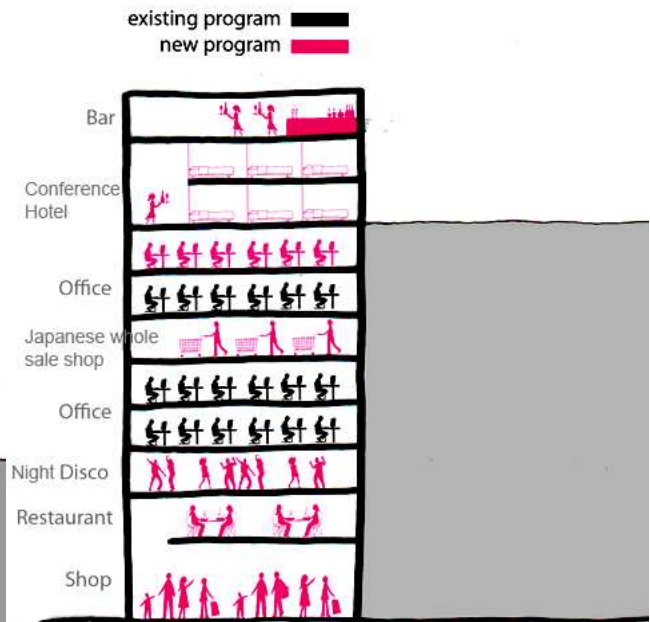 existing program
new program
Bar
Conference
Hotel
Office
Japanese whole
sale shop
Office
Night Disco
Restaurant
Shop